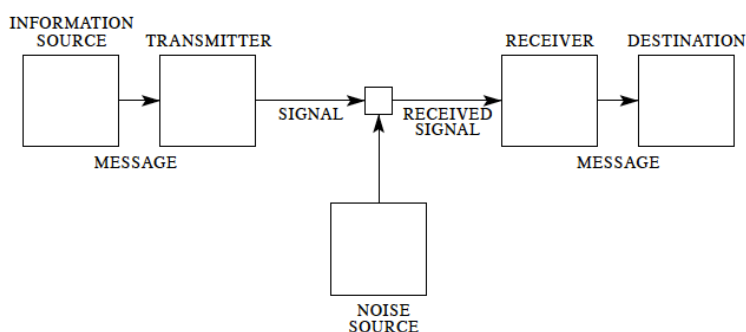 INFORMATION
SOURCE
TRANSMITTER
RECEIVER
DESTINATION
SIGNAL
RECEIVED
SIGNAL
MESSAGE
MESSAGE
NOISE
SOURCE